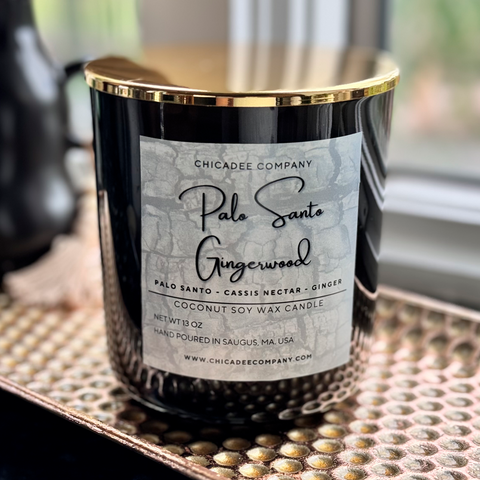 CHICADEE COMPANY
Palo Santo
Gingerwood
PALO SANTO - CASSIS NECTAR - GINGER
COCONUT SOY WAX CANDLE
NET WT 13 OZ
HAND POURED IN SAUGUS, MA. USA
WWW.CHICADEECOMPANY.COM